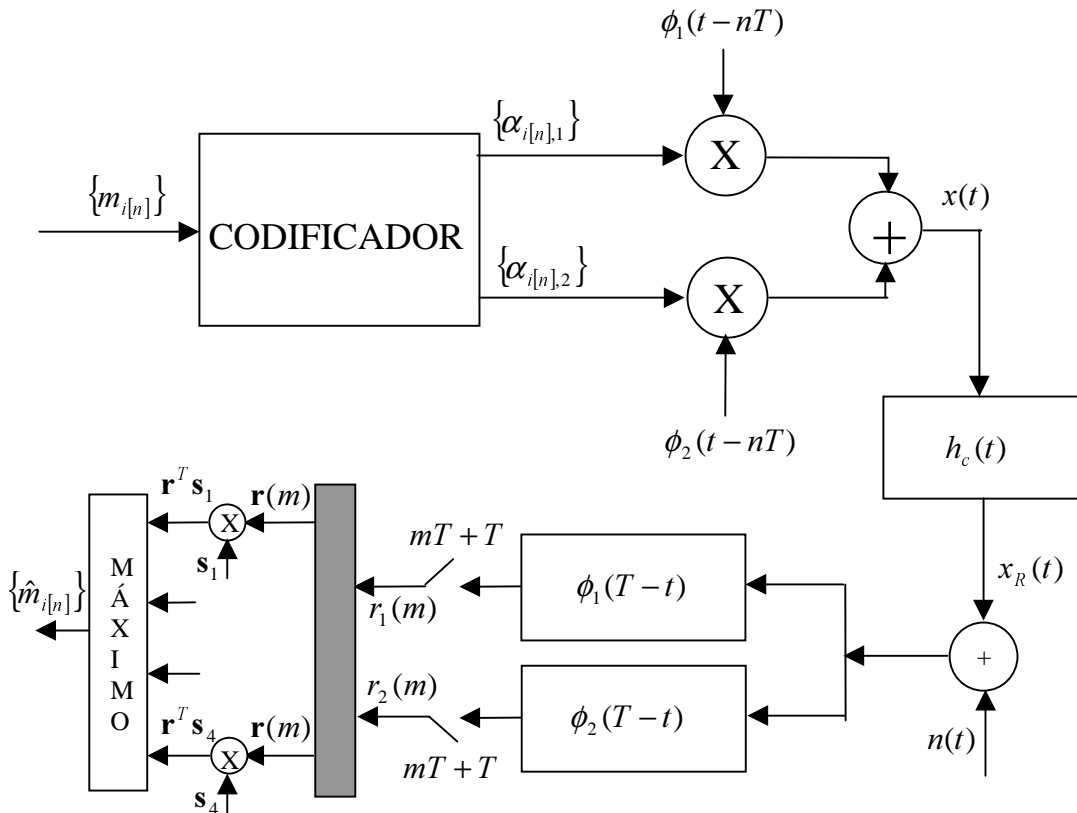 ϕ₁(t − nT)
{α_{i[n],1}}
X
{m_{i[n]}}
CODIFICADOR
x(t)
+
{α_{i[n],2}}
X
ϕ₂(t − nT)
h_c(t)
r^T s₁
r(m)
X
s₁
mT + T
ϕ₁(T − t)
x_R(t)
MÁXIMO
{m̂_{i[n]}}
r₁(m)
+
r₂(m)
ϕ₂(T − t)
r^T s₄
r(m)
X
s₄
mT + T
n(t)